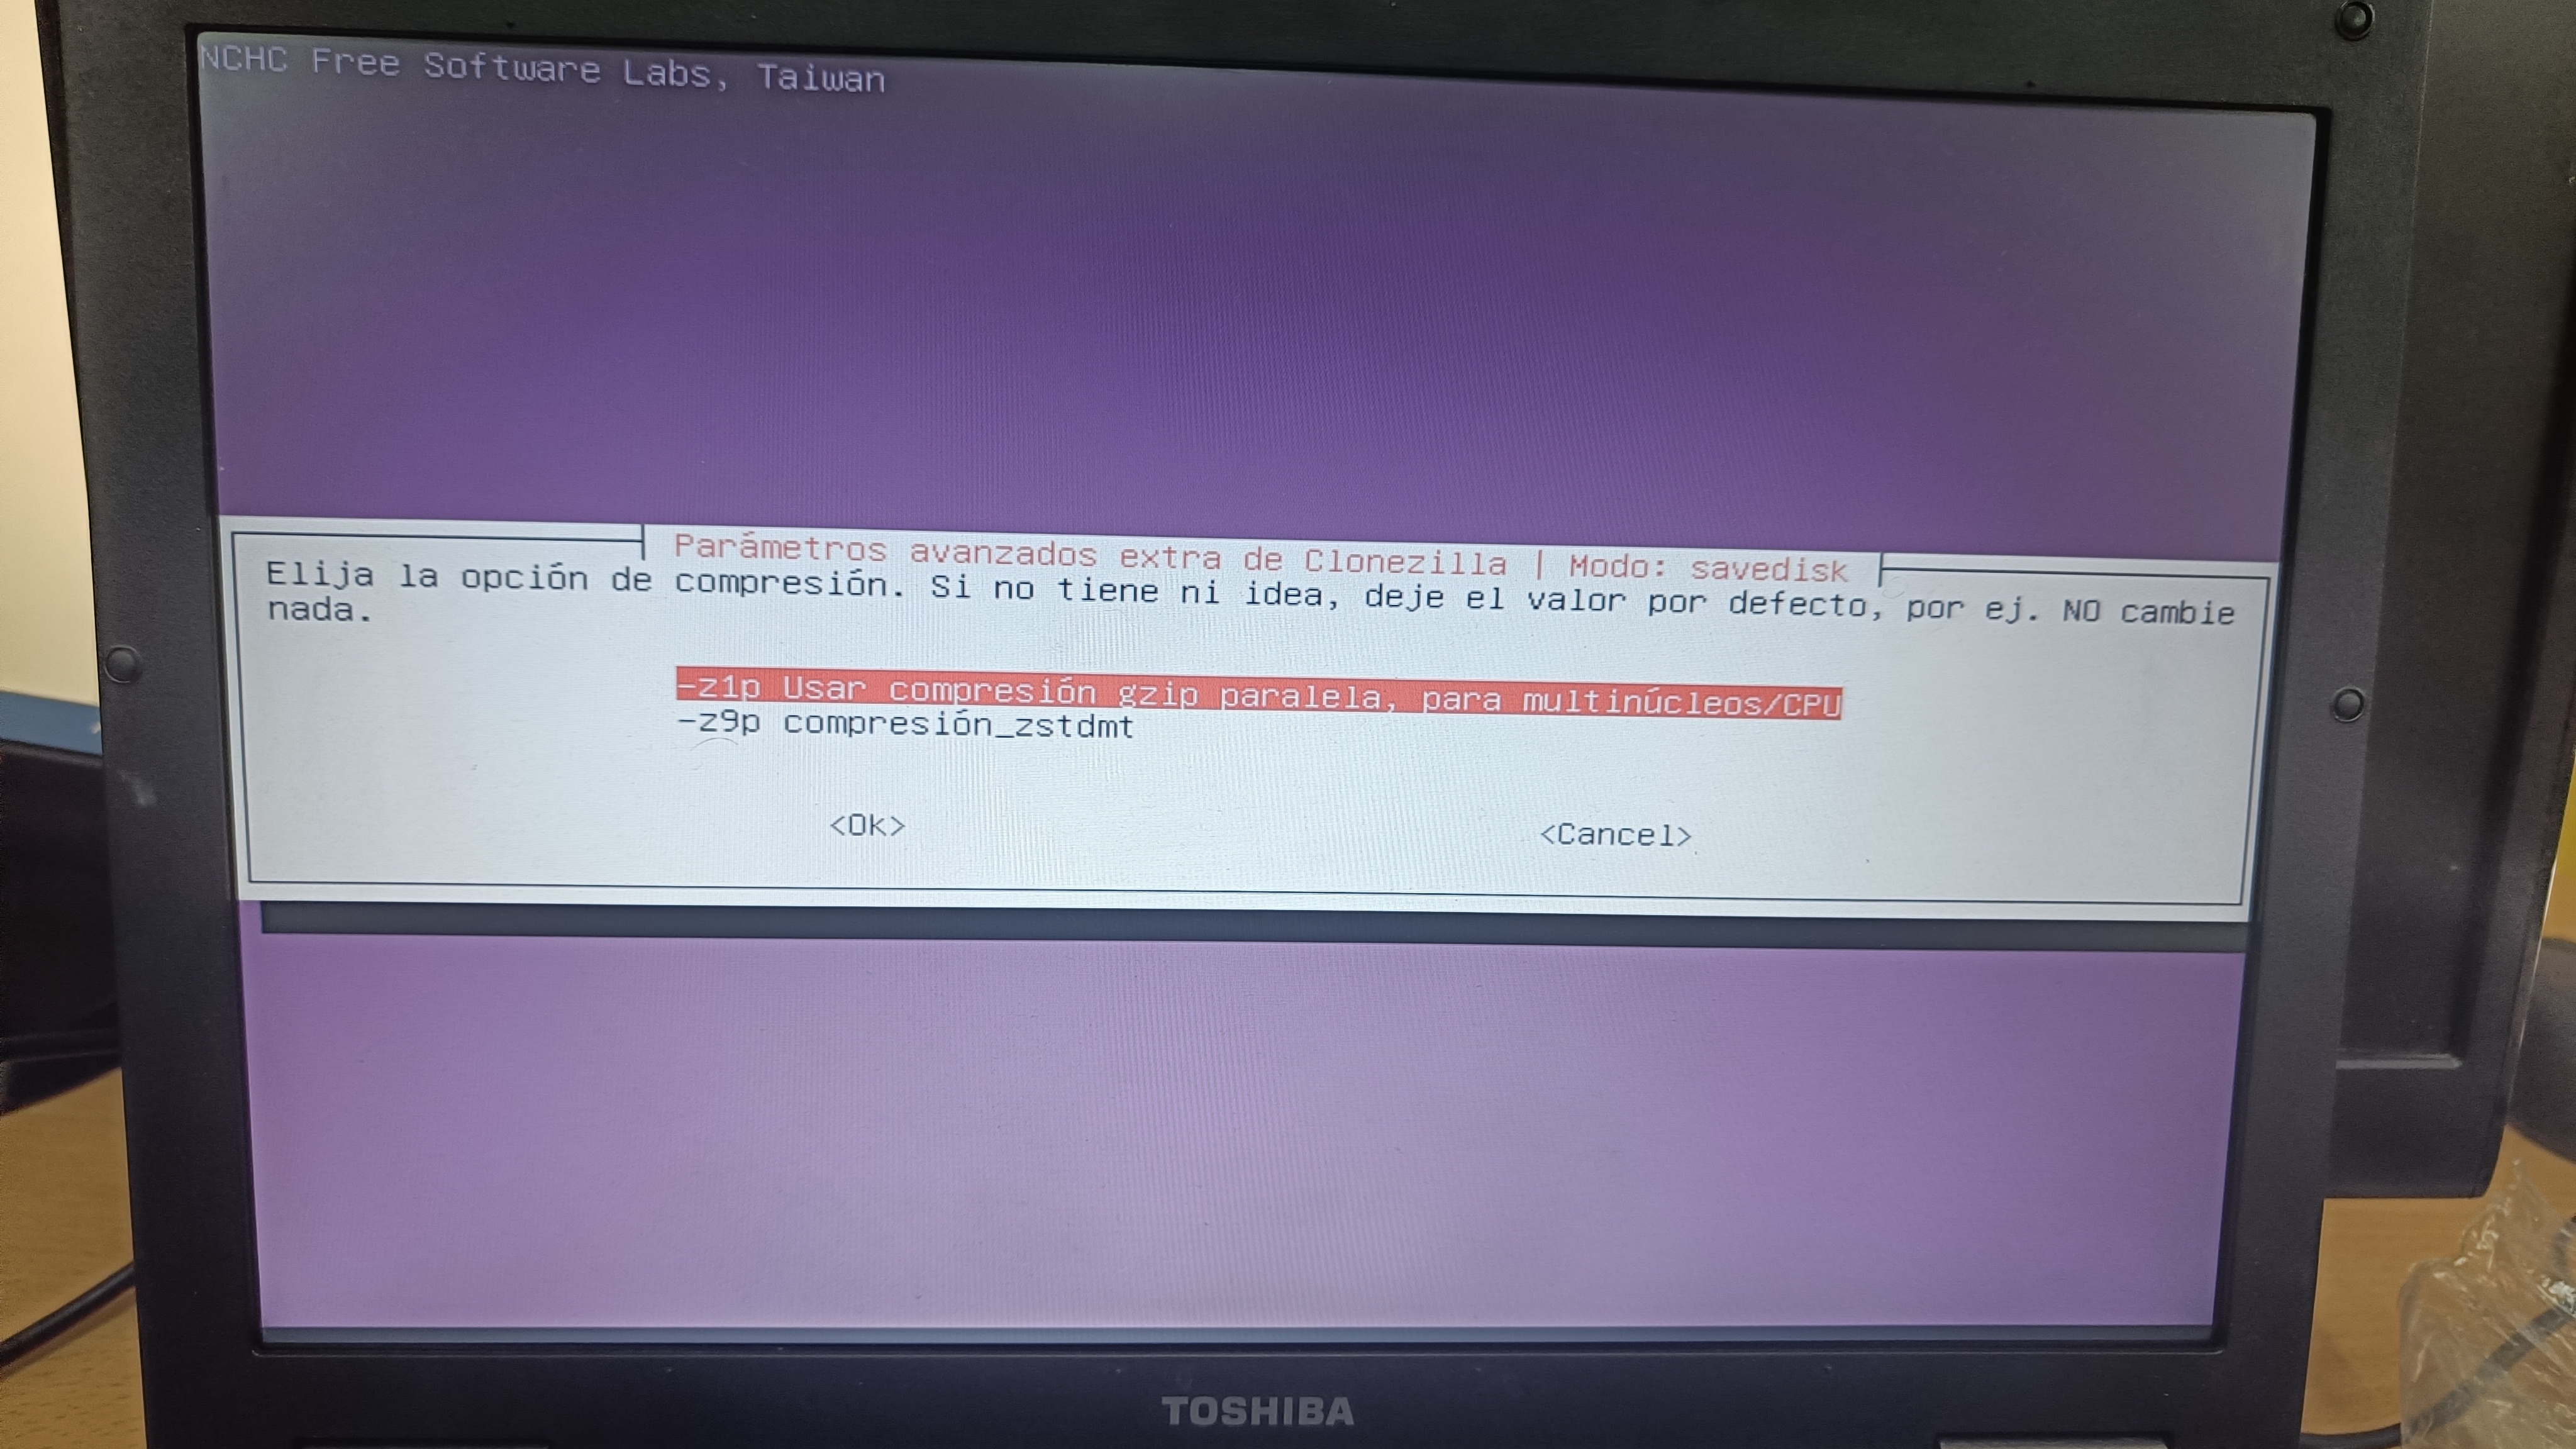 NCHC Free Software Labs, Taiwan
Parámetros avanzados extra de Clonezilla | Modo: savedisk
Elija la opción de compresión. Si no tiene ni idea, deje el valor por defecto, por ej. NO cambie
nada.
-z1p Usar compresión gzip paralela, para multinúcleos/CPU
-z9p compresión_zstdmt
<Ok> <Cancel>
TOSHIBA